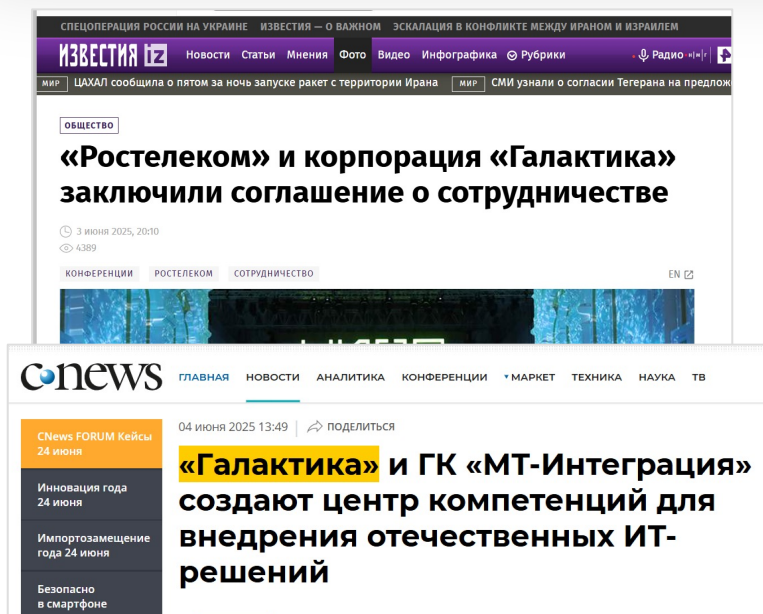 СПЕЦОПЕРАЦИЯ РОССИИ НА УКРАИНЕ ИЗВЕСТИЯ — О ВАЖНОМ ЭСКАЛАЦИЯ В КОНФЛИКТЕ МЕЖДУ ИРАНОМ И ИЗРАИЛЕМ
ИЗВЕСТИЯ iz Новости Статьи Мнения Фото Видео Инфографика Рубрики Радио
МИР ЦАХАЛ сообщила о пятом за ночь запуске ракет с территории Ирана МИР СМИ узнали о согласии Тегерана на предлож
ОБЩЕСТВО
«Ростелеком» и корпорация «Галактика»
заключили соглашение о сотрудничестве
3 июня 2025, 20:10
4389
КОНФЕРЕНЦИИ РОСТЕЛЕКОМ СОТРУДНИЧЕСТВО EN
cnews ГЛАВНАЯ НОВОСТИ АНАЛИТИКА КОНФЕРЕНЦИИ МАРКЕТ ТЕХНИКА НАУКА ТВ
04 июня 2025 13:49 ПОДЕЛИТЬСЯ
CNews FORUM Кейсы
24 июня
Инновация года
24 июня
Импортозамещение
года 24 июня
Безопасно
в смартфоне
«Галактика» и ГК «МТ-Интеграция»
создают центр компетенций для
внедрения отечественных ИТ-
решений